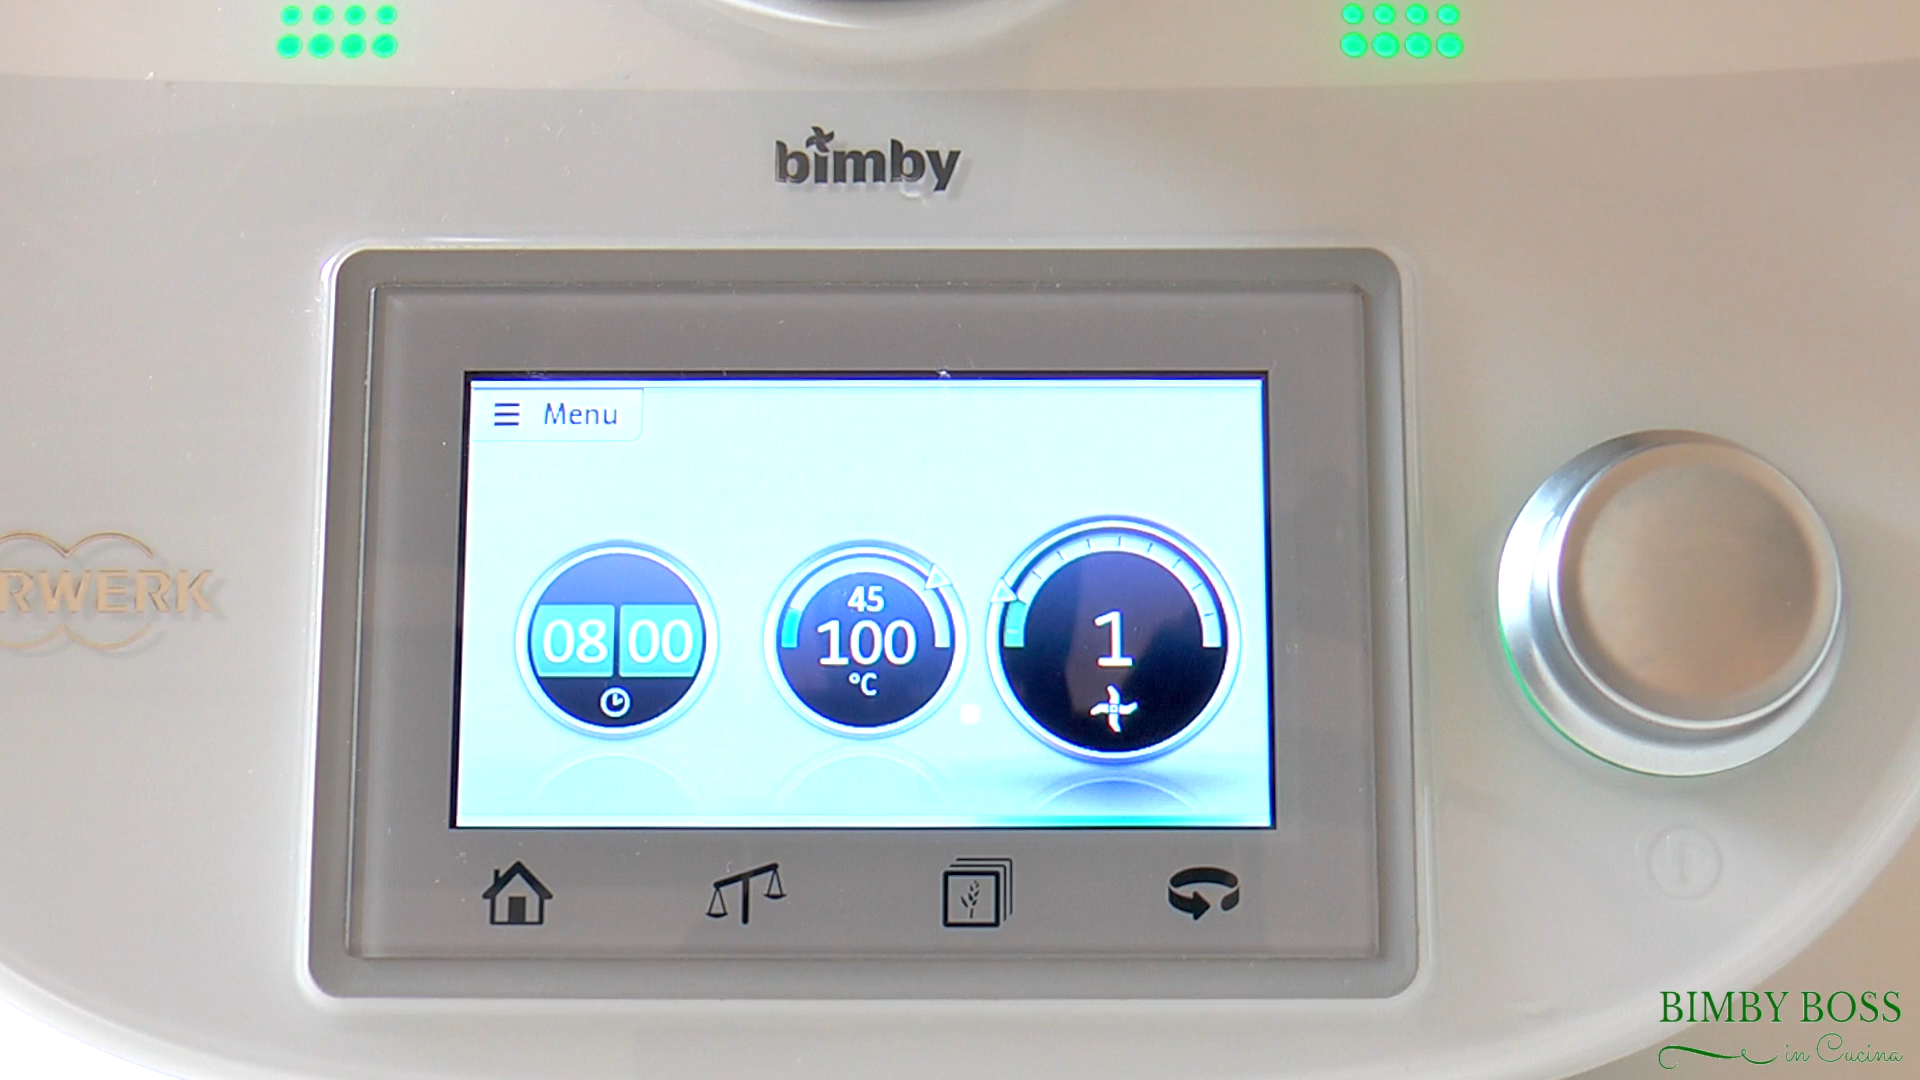 bimby
Menu
08 00
45
100
°C
1
RWERK
BIMBY BOSS
in Cucina